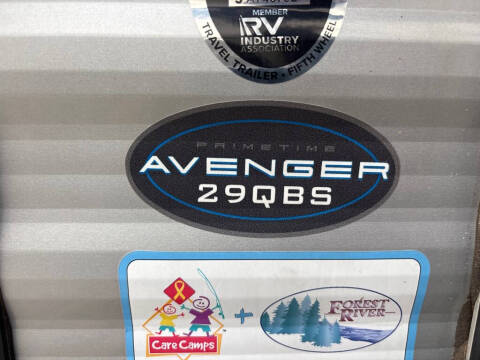 MEMBER
RV
INDUSTRY
ASSOCIATION
TRAVEL TRAILER • FIFTH WHEEL
PRIMETIME
AVENGER
29QBS
Care Camps
+
FOREST
RIVER